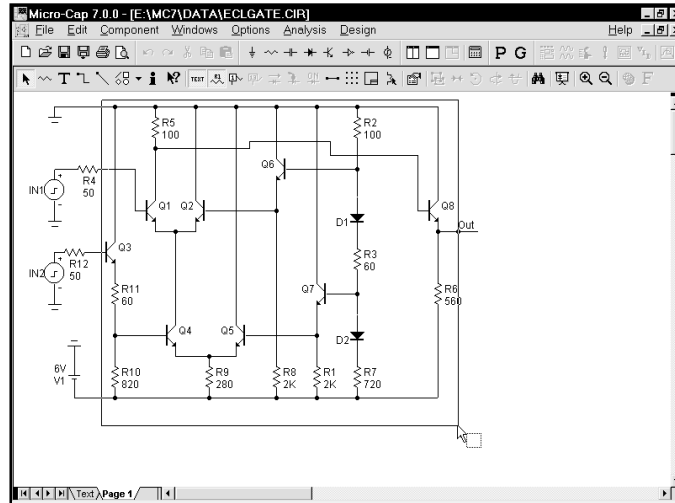 Micro-Cap 7.0.0 - [E:\MC7\DATA\ECLGATE.CIR]
File Edit Component Windows Options Analysis Design Help
P G
T TEXT F
R5
100
R2
100
Q6
R4
50
IN1
Q1
Q2
Q8
D1
Out
Q3
R12
50
IN2
R3
60
R11
60
Q7
R6
560
Q4
Q5
D2
6V
V1
R10
820
R9
280
R8
2K
R1
2K
R7
720
Text Page 1